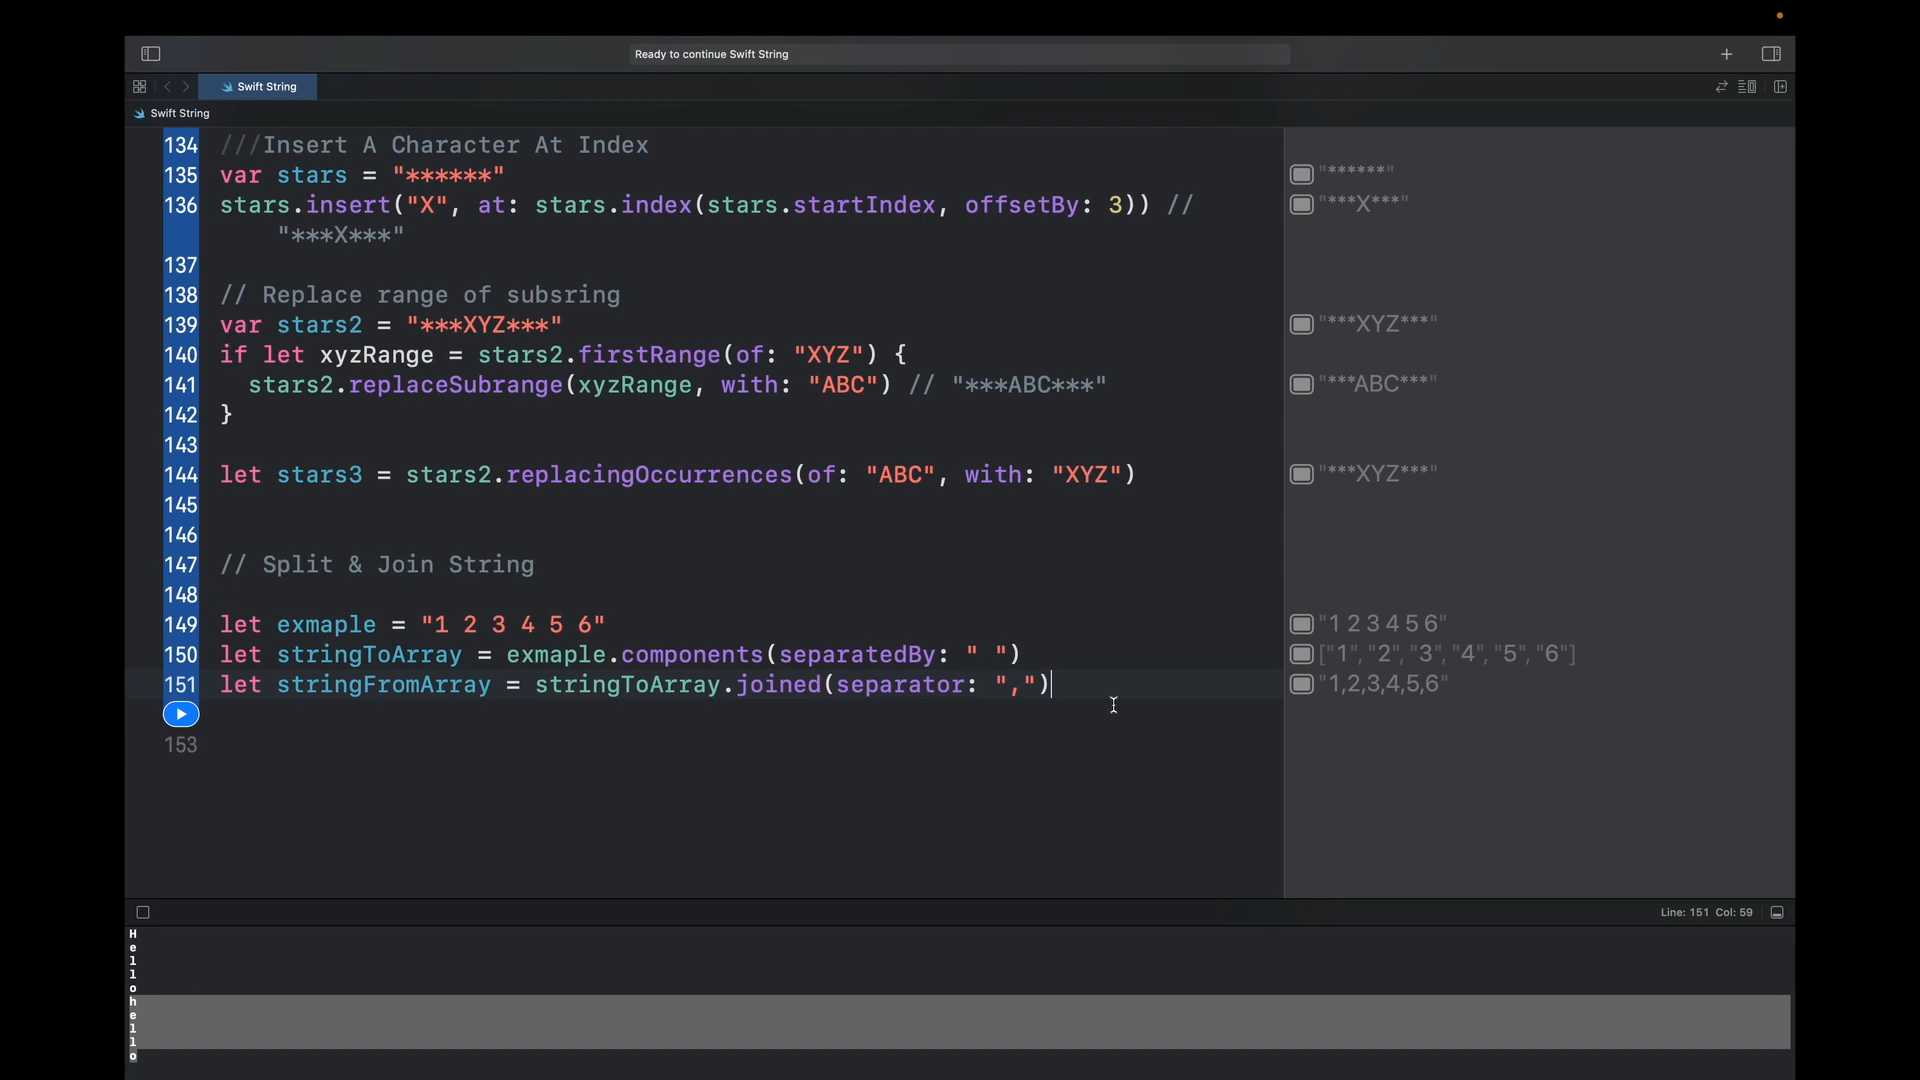 Ready to continue Swift String
Swift String
Swift String
134 ///Insert A Character At Index
135 var stars = "******"
"******"
136 stars.insert("X", at: stars.index(stars.startIndex, offsetBy: 3)) //
"***X***"
"***X***"
137
138 // Replace range of subsring
139 var stars2 = "***XYZ***"
"***XYZ***"
140 if let xyzRange = stars2.firstRange(of: "XYZ") {
141 stars2.replaceSubrange(xyzRange, with: "ABC") // "***ABC***"
"***ABC***"
142 }
143
144 let stars3 = stars2.replacingOccurrences(of: "ABC", with: "XYZ")
"***XYZ***"
145
146
147 // Split & Join String
148
149 let exmaple = "1 2 3 4 5 6"
"1 2 3 4 5 6"
150 let stringToArray = exmaple.components(separatedBy: " ")
["1", "2", "3", "4", "5", "6"]
151 let stringFromArray = stringToArray.joined(separator: ",")
"1,2,3,4,5,6"
153
Line: 151 Col: 59
H
e
l
l
o
h
e
l
l
o